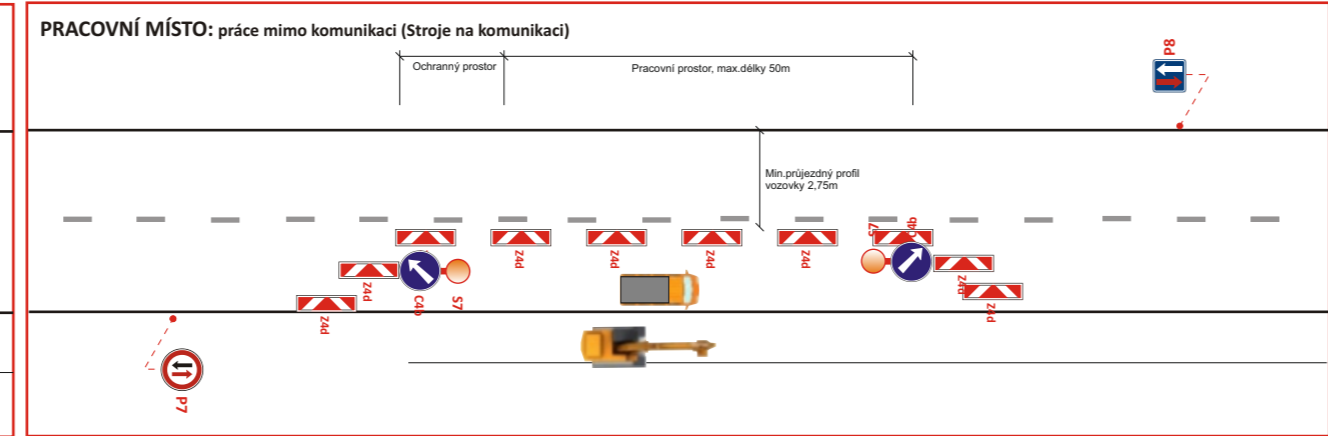 PRACOVNÍ MÍSTO: práce mimo komunikaci (Stroje na komunikaci)
Ochranný prostor
Pracovní prostor, max.délky 50m
P8
Min.průjezdný profil
vozovky 2,75m
S7
C4b
Z4d
Z4d
Z4d
Z4d
Z4d
C4b
S7
Z4d
Z4d
Z4d
P7